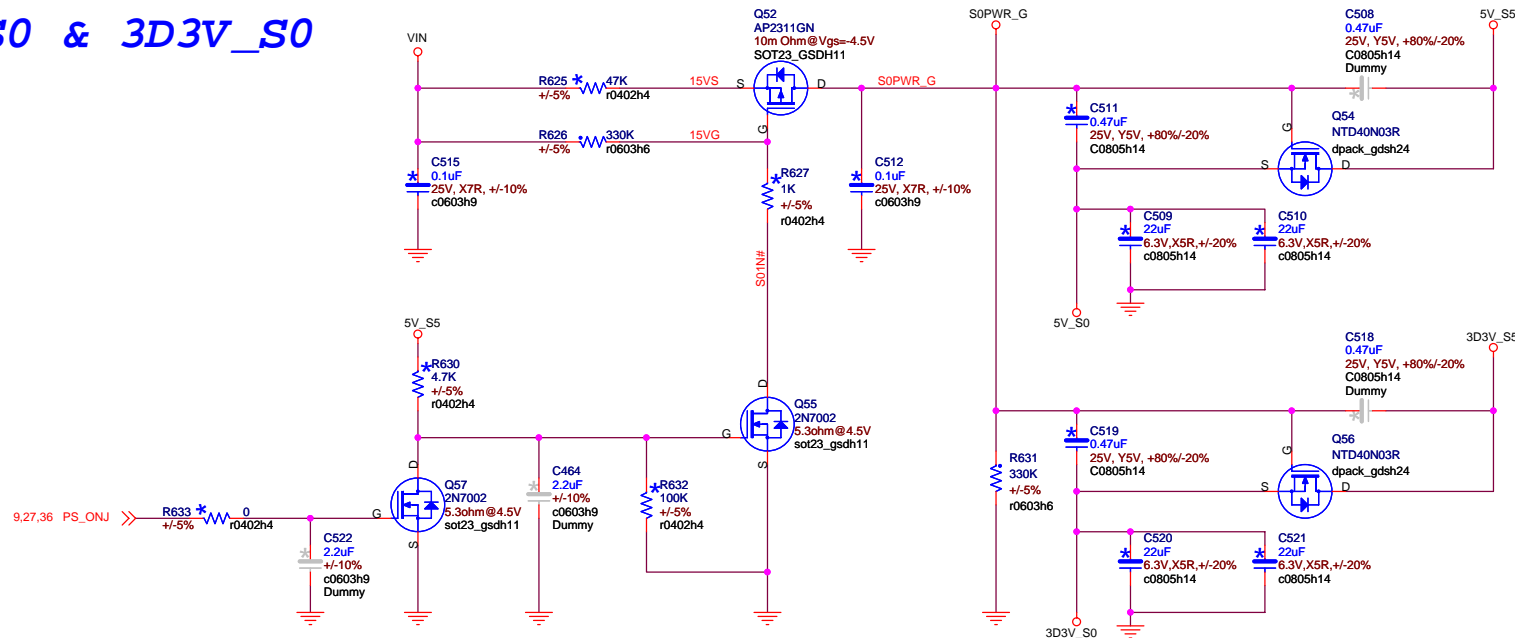 S0 & 3D3V_S0
VIN
R625
47K
+/-5%
r0402h4
15VS
S
D
G
Q52
AP2311GN
10m Ohm@Vgs=-4.5V
SOT23_GSDH11
S0PWR_G
S0PWR_G
R626
330K
+/-5%
r0603h6
15VG
C515
0.1uF
25V, X7R, +/-10%
c0603h9
R627
1K
+/-5%
r0402h4
C512
0.1uF
25V, X7R, +/-10%
c0603h9
S01N#
C508
0.47uF
25V, Y5V, +80%/-20%
C0805h14
Dummy
5V_S5
C511
0.47uF
25V, Y5V, +80%/-20%
C0805h14
Q54
NTD40N03R
dpack_gdsh24
G
S
D
C509
22uF
6.3V,X5R,+/-20%
c0805h14
C510
22uF
6.3V,X5R,+/-20%
c0805h14
5V_S0
5V_S5
R630
4.7K
+/-5%
r0402h4
D
G
S
Q55
2N7002
5.3ohm@4.5V
sot23_gsdh11
9,27,36 PS_ONJ
R633
0
+/-5%
r0402h4
C522
2.2uF
+/-10%
c0603h9
Dummy
D
G
S
Q57
2N7002
5.3ohm@4.5V
sot23_gsdh11
C464
2.2uF
+/-10%
c0603h9
Dummy
R632
100K
+/-5%
r0402h4
R631
330K
+/-5%
r0603h6
C518
0.47uF
25V, Y5V, +80%/-20%
C0805h14
Dummy
3D3V_S5
C519
0.47uF
25V, Y5V, +80%/-20%
C0805h14
Q56
NTD40N03R
dpack_gdsh24
G
S
D
C520
22uF
6.3V,X5R,+/-20%
c0805h14
C521
22uF
6.3V,X5R,+/-20%
c0805h14
3D3V_S0